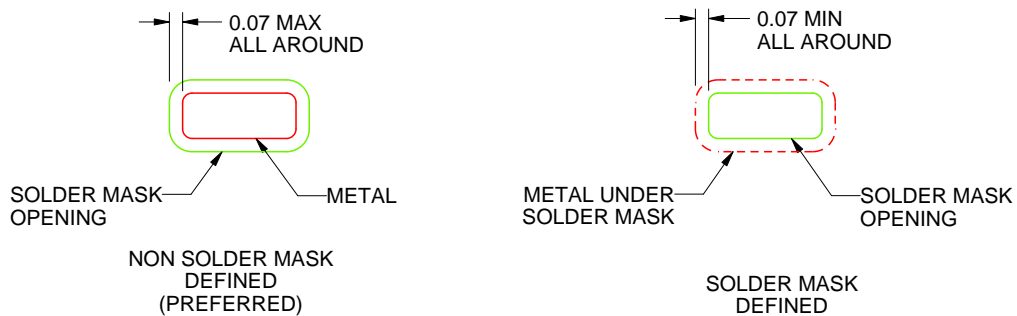 0.07 MAX
ALL AROUND
SOLDER MASK
OPENING
METAL
NON SOLDER MASK
DEFINED
(PREFERRED)
0.07 MIN
ALL AROUND
METAL UNDER
SOLDER MASK
SOLDER MASK
OPENING
SOLDER MASK
DEFINED